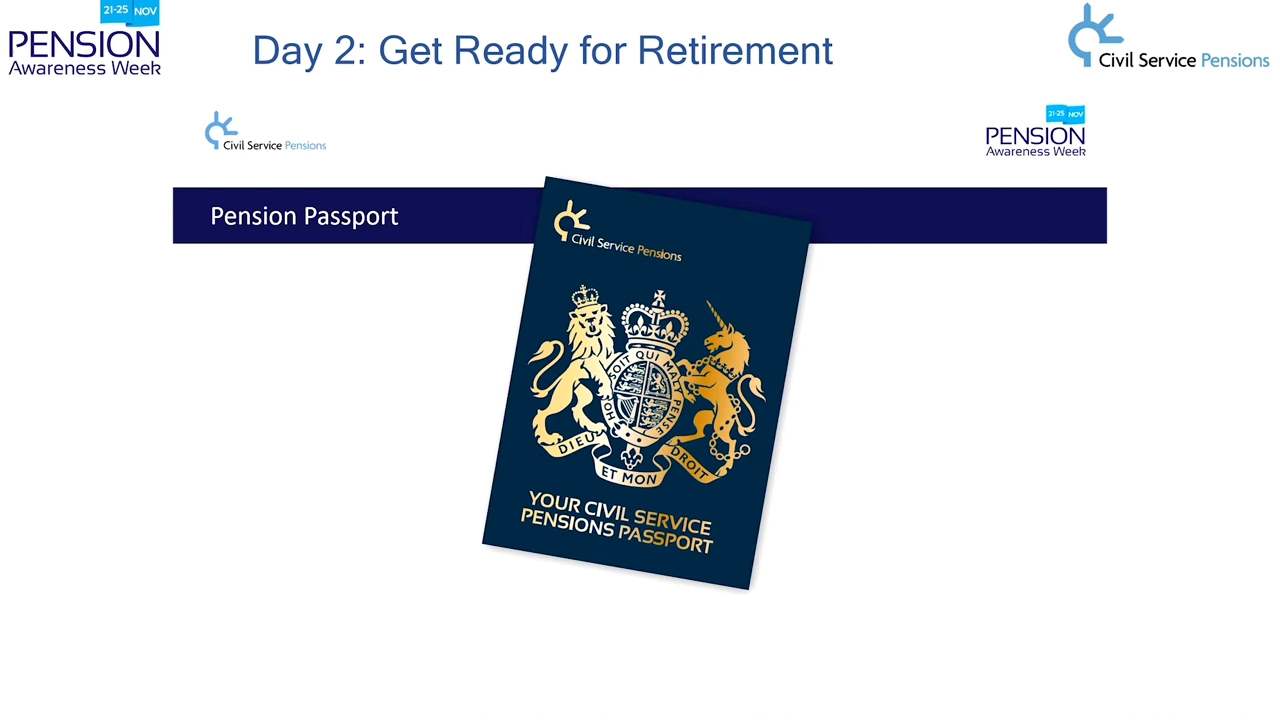 21-25 NOV
PENSION
Awareness Week
Day 2: Get Ready for Retirement
Civil Service Pensions
Civil Service Pensions
21-25 NOV
PENSION
Awareness Week
Pension Passport
Civil Service Pensions
HONI SOIT QUI MAL Y PENSE
DIEU ET MON DROIT
YOUR CIVIL SERVICE
PENSIONS PASSPORT